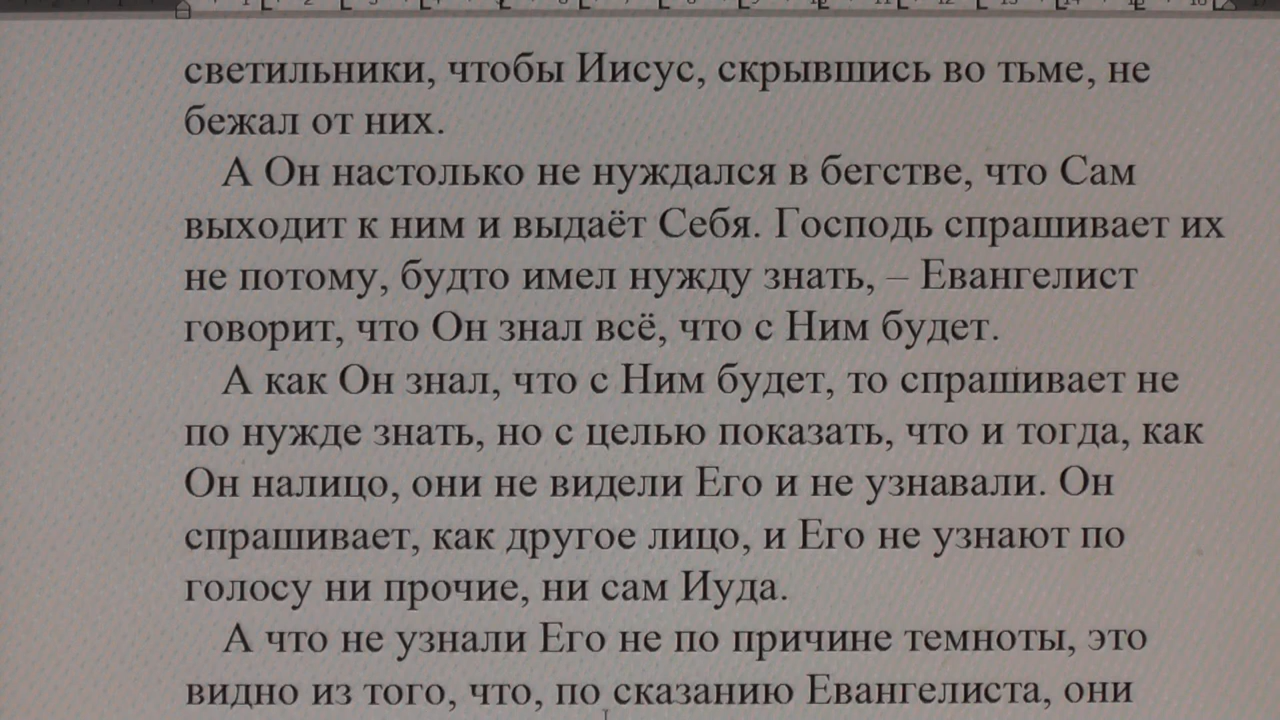 светильники, чтобы Иисус, скрывшись во тьме, не
бежал от них.
А Он настолько не нуждался в бегстве, что Сам
выходит к ним и выдаёт Себя. Господь спрашивает их
не потому, будто имел нужду знать, – Евангелист
говорит, что Он знал всё, что с Ним будет.
А как Он знал, что с Ним будет, то спрашивает не
по нужде знать, но с целью показать, что и тогда, как
Он налицо, они не видели Его и не узнавали. Он
спрашивает, как другое лицо, и Его не узнают по
голосу ни прочие, ни сам Иуда.
А что не узнали Его не по причине темноты, это
видно из того, что, по сказанию Евангелиста, они